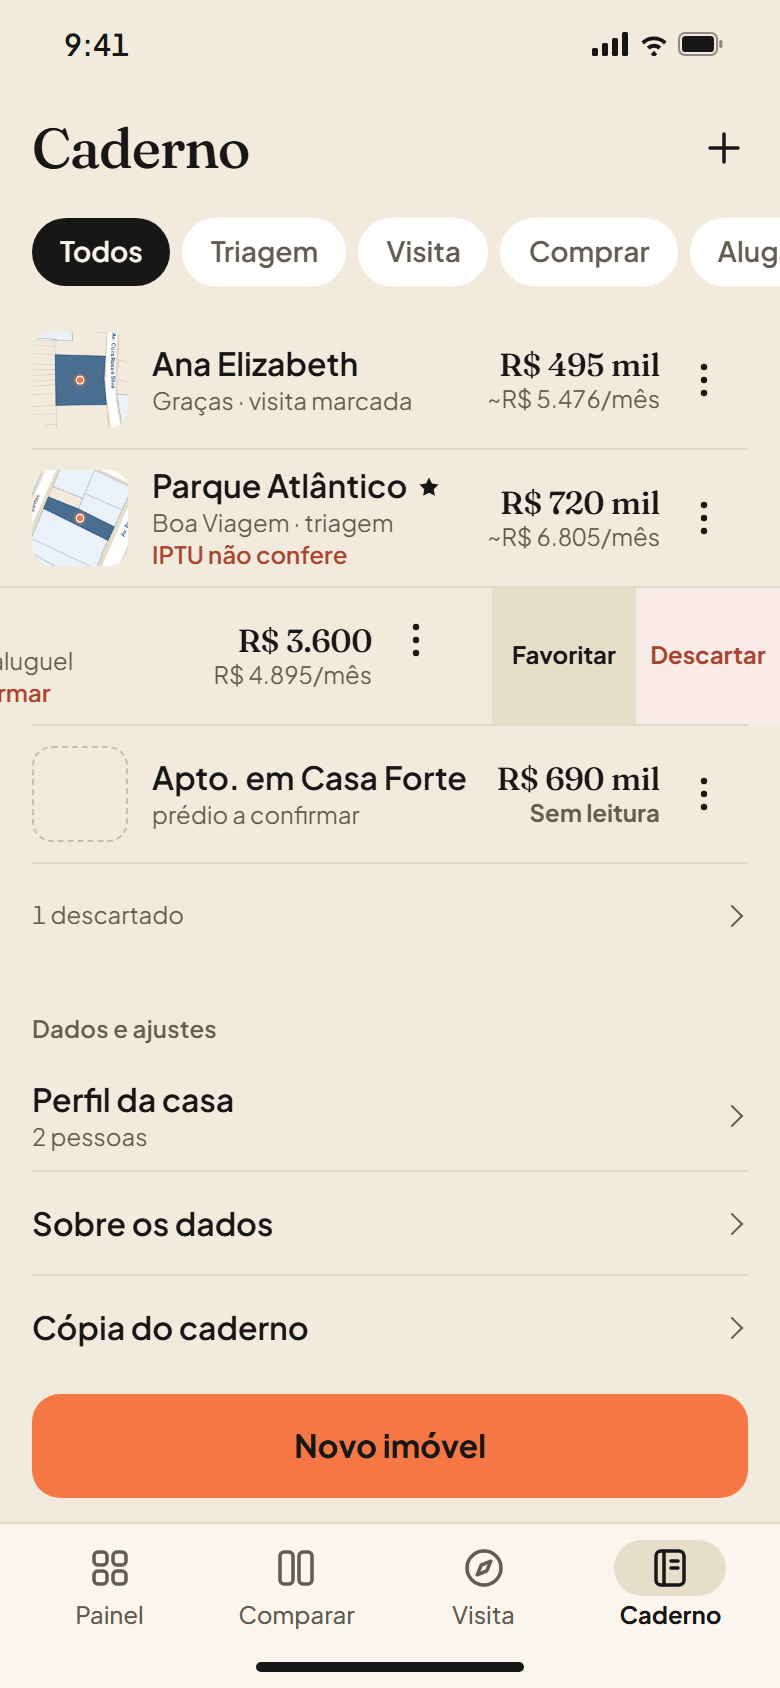 9:41
Caderno
Todos
Triagem
Visita
Comprar
Alug
Ana Elizabeth
Graças · visita marcada
R$ 495 mil
~R$ 5.476/mês
Parque Atlântico
Boa Viagem · triagem
IPTU não confere
R$ 720 mil
~R$ 6.805/mês
aluguel
rmar
R$ 3.600
R$ 4.895/mês
Favoritar
Descartar
Apto. em Casa Forte
prédio a confirmar
R$ 690 mil
Sem leitura
1 descartado
Dados e ajustes
Perfil da casa
2 pessoas
Sobre os dados
Cópia do caderno
Novo imóvel
Painel
Comparar
Visita
Caderno